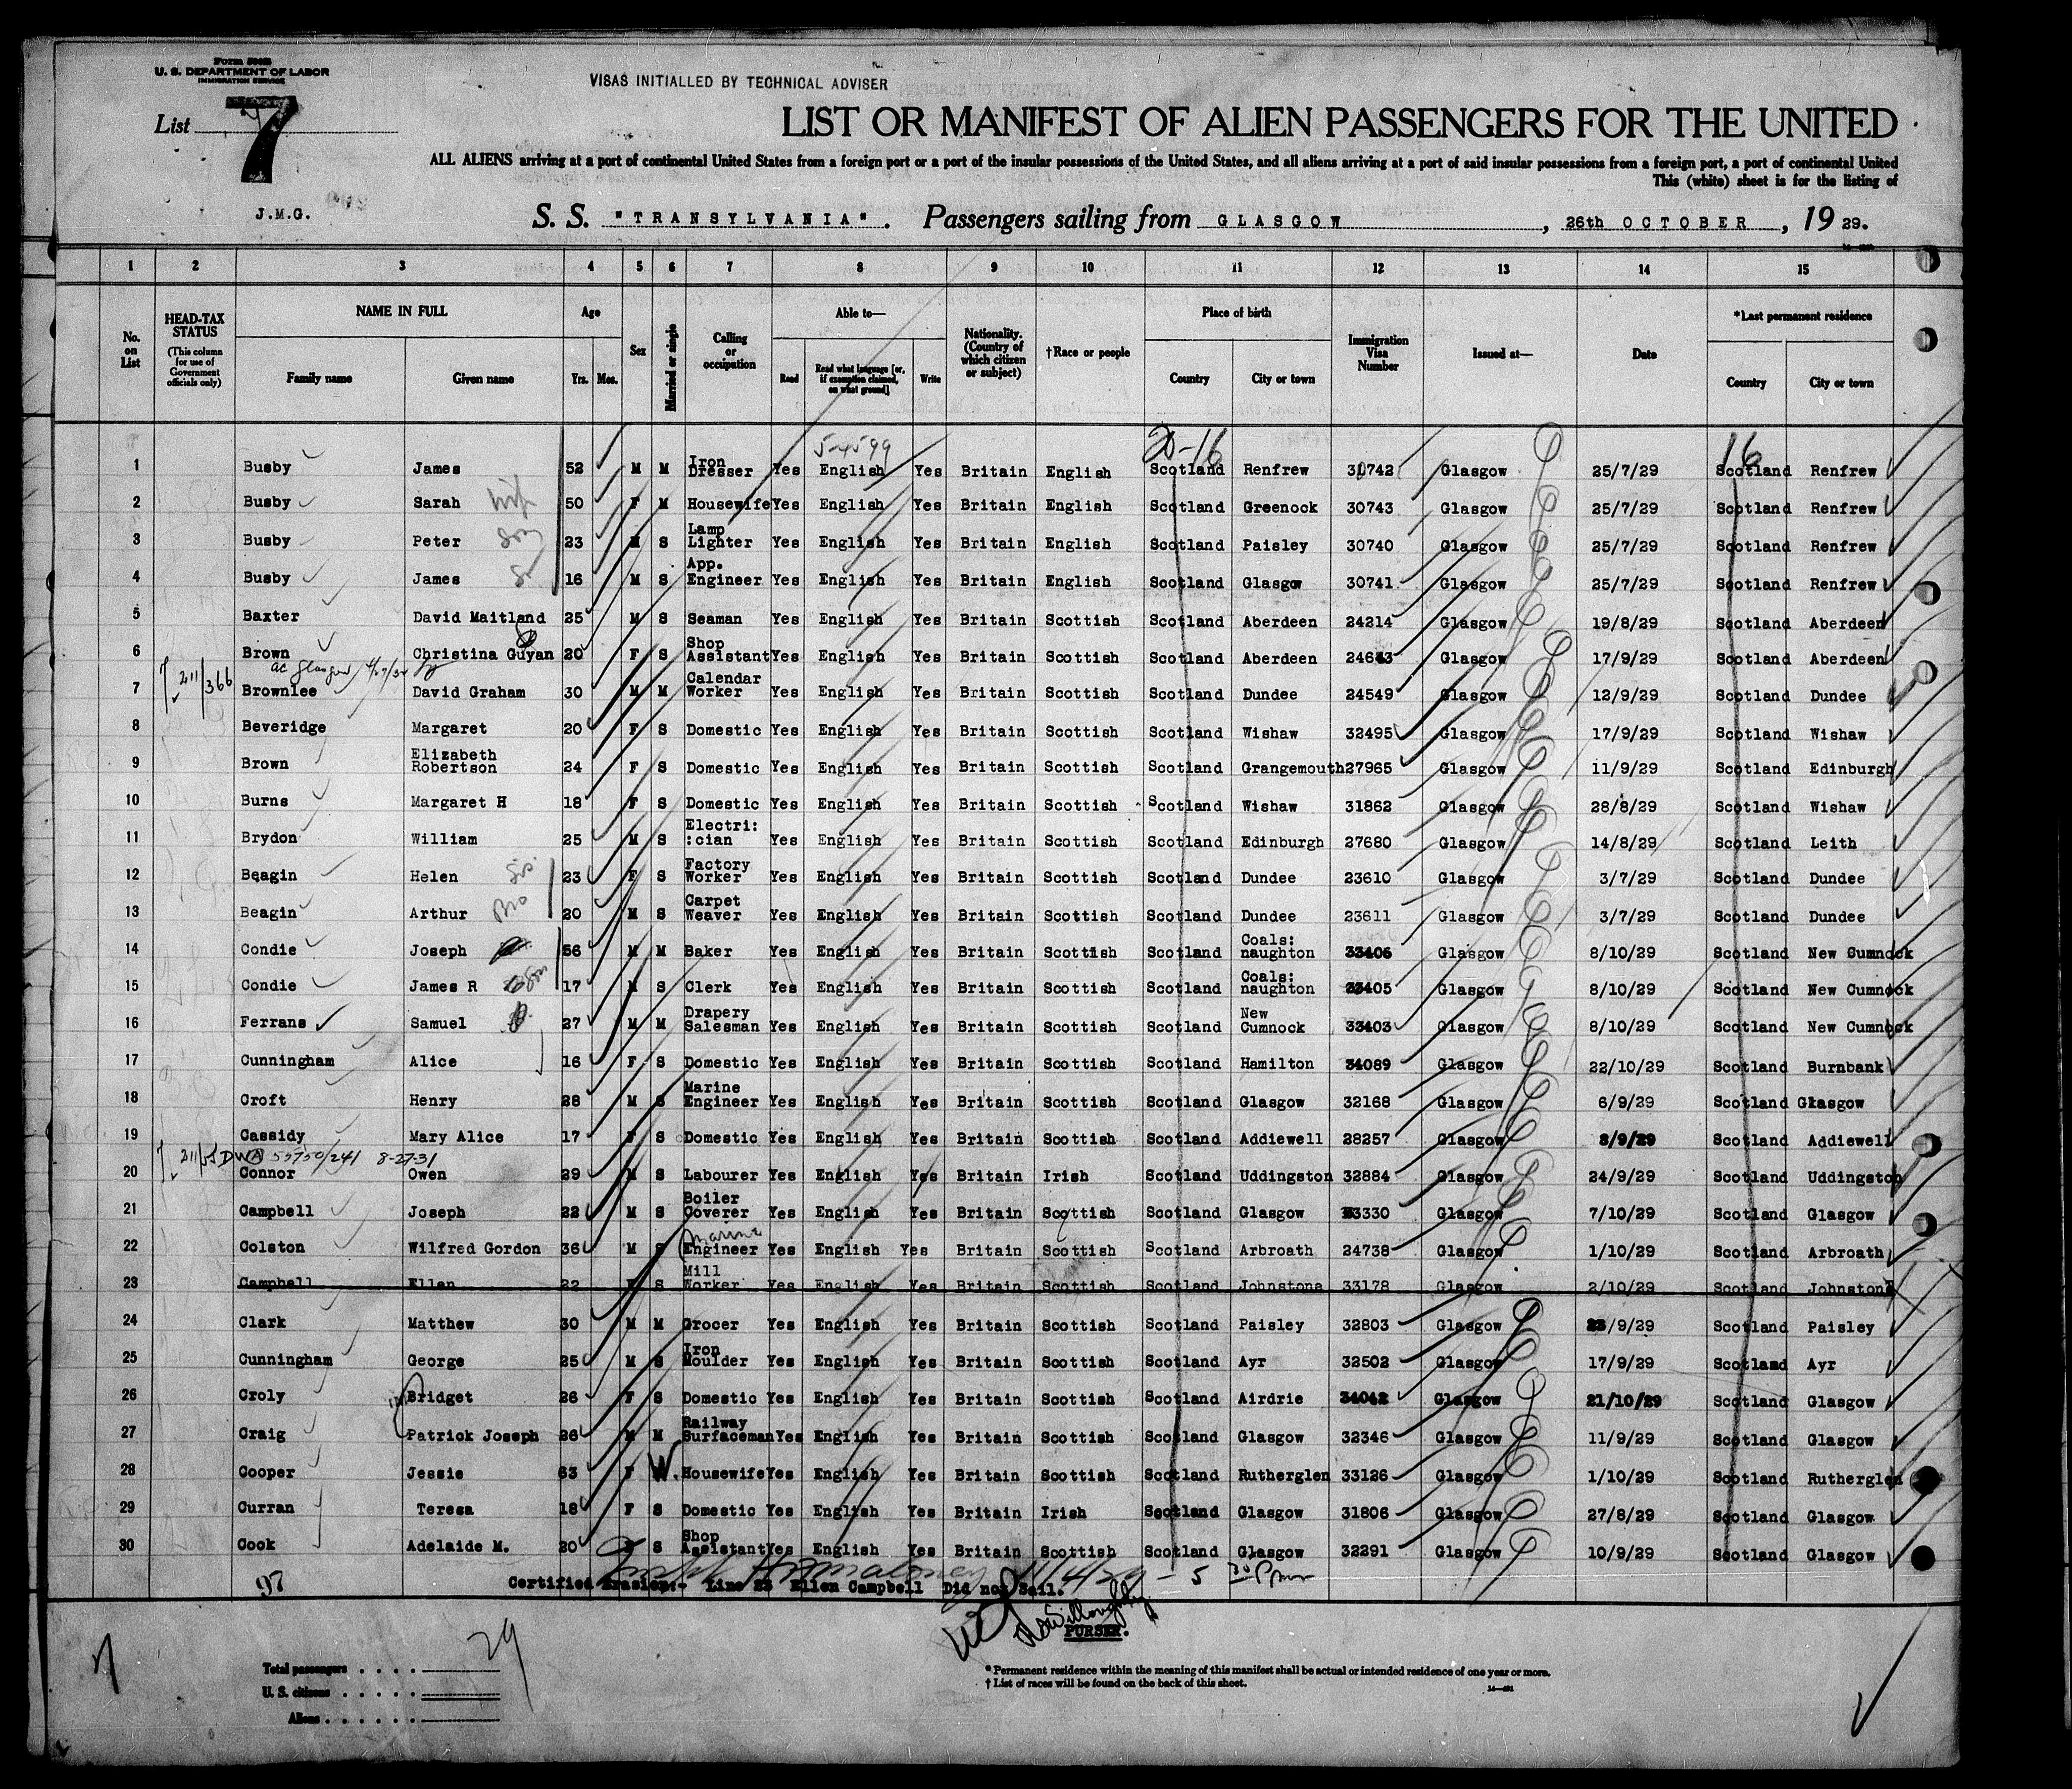 Form 500B
U. S. DEPARTMENT OF LABOR
IMMIGRATION SERVICE
VISAS INITIALLED BY TECHNICAL ADVISER
List 7
LIST OR MANIFEST OF ALIEN PASSENGERS FOR THE UNITED
ALL ALIENS arriving at a port of continental United States from a foreign port or a port of the insular possessions of the United States, and all aliens arriving at a port of said insular possessions from a foreign port, a port of continental United
This (white) sheet is for the listing of
J.M.G.
S. S. "TRANSYLVANIA". Passengers sailing from GLASGOW, 26th OCTOBER, 19 29.
1 2 3 4 5 6 7 8 9 10 11 12 13 14 15
No. on List
HEAD-TAX STATUS (This column for use of Government officials only)
NAME IN FULL Family name Given name
Age Yrs. Mos.
Sex
Married or single
Calling or occupation
Able to— Read Read what language [or, if exemption claimed, on what ground] Write
Nationality. (Country of which citizen or subject)
†Race or people
Place of birth Country City or town
Immigration Visa Number
Issued at—
Date
*Last permanent residence Country City or town
5-4599 20-16 16
1 Busby James 52 M M Iron Dresser Yes English Yes Britain English Scotland Renfrew 30742 Glasgow 25/7/29 Scotland Renfrew
2 Busby Sarah wife 50 F M Housewife Yes English Yes Britain English Scotland Greenock 30743 Glasgow 25/7/29 Scotland Renfrew
3 Busby Peter son 23 M S Lamp Lighter Yes English Yes Britain English Scotland Paisley 30740 Glasgow 25/7/29 Scotland Renfrew
4 Busby James 16 M S App. Engineer Yes English Yes Britain English Scotland Glasgow 30741 Glasgow 25/7/29 Scotland Renfrew
5 Baxter David Maitland 25 M S Seaman Yes English Yes Britain Scottish Scotland Aberdeen 24214 Glasgow 19/8/29 Scotland Aberdeen
6 Brown Christina Guyan 20 F S Shop Assistant Yes English Yes Britain Scottish Scotland Aberdeen 24643 Glasgow 17/9/29 Scotland Aberdeen
211/366
7 Brownlee David Graham 30 M M Calendar Worker Yes English Yes Britain Scottish Scotland Dundee 24549 Glasgow 12/9/29 Scotland Dundee
8 Beveridge Margaret 20 F S Domestic Yes English Yes Britain Scottish Scotland Wishaw 32495 Glasgow 17/9/29 Scotland Wishaw
9 Brown Elizabeth Robertson 24 F S Domestic Yes English Yes Britain Scottish Scotland Grangemouth 27965 Glasgow 11/9/29 Scotland Edinburgh
10 Burns Margaret H 18 F S Domestic Yes English Yes Britain Scottish Scotland Wishaw 31862 Glasgow 28/8/29 Scotland Wishaw
11 Brydon William 25 M S Electri: :cian Yes English Yes Britain Scottish Scotland Edinburgh 27680 Glasgow 14/8/29 Scotland Leith
12 Beagin Helen Sis. 23 F S Factory Worker Yes English Yes Britain Scottish Scotland Dundee 23610 Glasgow 3/7/29 Scotland Dundee
13 Beagin Arthur Bro 20 M S Carpet Weaver Yes English Yes Britain Scottish Scotland Dundee 23611 Glasgow 3/7/29 Scotland Dundee
14 Condie Joseph 56 M M Baker Yes English Yes Britain Scottish Scotland Coals: naughton 33406 Glasgow 8/10/29 Scotland New Cumnock
15 Condie James R son 17 M S Clerk Yes English Yes Britain Scottish Scotland Coals: naughton 33405 Glasgow 8/10/29 Scotland New Cumnock
16 Ferrans Samuel 27 M M Drapery Salesman Yes English Yes Britain Scottish Scotland New Cumnock 33403 Glasgow 8/10/29 Scotland New Cumnock
17 Cunningham Alice 16 F S Domestic Yes English Yes Britain Scottish Scotland Hamilton 34089 Glasgow 22/10/29 Scotland Burnbank
18 Croft Henry 28 M S Marine Engineer Yes English Yes Britain Scottish Scotland Glasgow 32168 Glasgow 6/9/29 Scotland Glasgow
19 Cassidy Mary Alice 17 F S Domestic Yes English Yes Britain Scottish Scotland Addiewell 28257 Glasgow 3/9/29 Scotland Addiewell
8-27-31
20 Connor Owen 29 M S Labourer Yes English Yes Britain Irish Scotland Uddingston 32884 Glasgow 24/9/29 Scotland Uddingston
21 Campbell Joseph 22 M S Boiler Coverer Yes English Yes Britain Scottish Scotland Glasgow 33330 Glasgow 7/10/29 Scotland Glasgow
22 Colston Wilfred Gordon 36 M S marine Engineer Yes English Yes Britain Scottish Scotland Arbroath 24738 Glasgow 1/10/29 Scotland Arbroath
23 Campbell Ellen 22 F S Mill Worker Yes English Yes Britain Scottish Scotland Johnstone 33178 Glasgow 2/10/29 Scotland Johnstone
24 Clark Matthew 30 M M Grocer Yes English Yes Britain Scottish Scotland Paisley 32803 Glasgow 23/9/29 Scotland Paisley
25 Cunningham George 25 M S Iron Moulder Yes English Yes Britain Scottish Scotland Ayr 32502 Glasgow 17/9/29 Scotland Ayr
26 Croly Bridget 26 F S Domestic Yes English Yes Britain Scottish Scotland Airdrie 34042 Glasgow 21/10/29 Scotland Glasgow
27 Craig Patrick Joseph 26 M M Railway Surfaceman Yes English Yes Britain Scottish Scotland Glasgow 32346 Glasgow 11/9/29 Scotland Glasgow
28 Cooper Jessie 63 F W. Housewife Yes English Yes Britain Scottish Scotland Rutherglen 33126 Glasgow 1/10/29 Scotland Rutherglen
29 Curran Teresa 18 F S Domestic Yes English Yes Britain Irish Scotland Glasgow 31806 Glasgow 27/8/29 Scotland Glasgow
30 Cook Adelaide M. 20 F S Shop Assistant Yes English Yes Britain Scottish Scotland Glasgow 32291 Glasgow 10/9/29 Scotland Glasgow
97
Certified Erasion:- Line 23 Ellen Campbell Did not Sail.
PURSER.
29
Total passengers
U. S. citizens
Aliens
* Permanent residence within the meaning of this manifest shall be actual or intended residence of one year or more.
† List of races will be found on the back of this sheet.